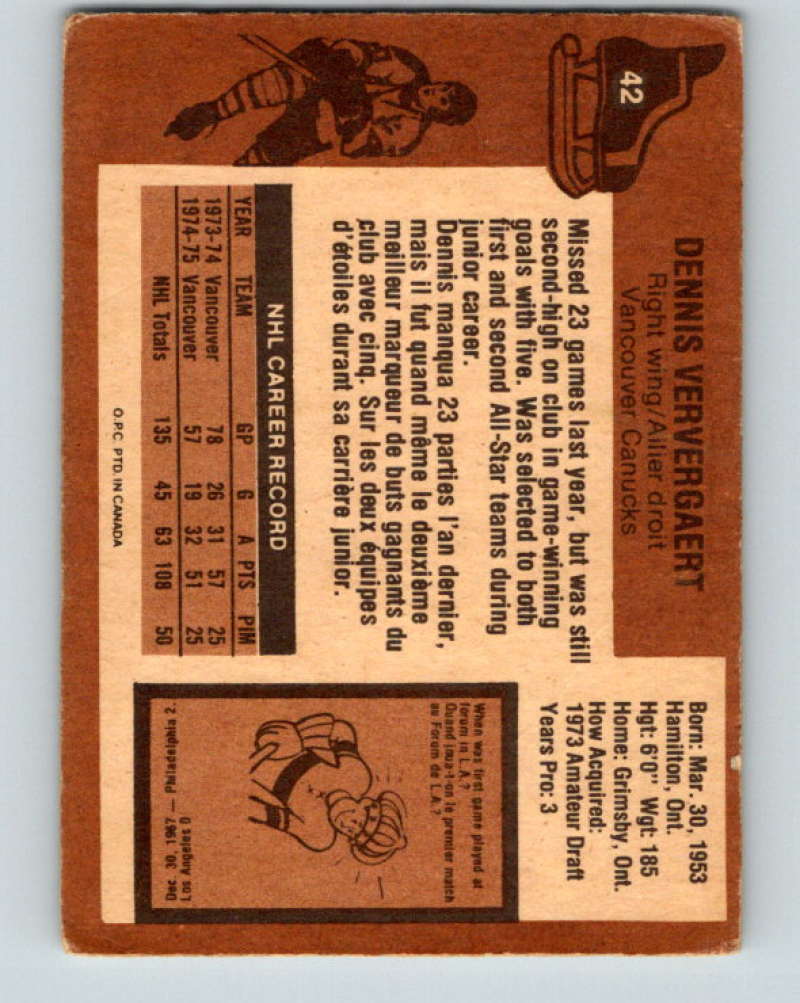 42
DENNIS VERVERGAERT
Right wing/Ailier droit
Vancouver Canucks
Missed 23 games last year, but was still
second-high on club in game-winning
goals with five. Was selected to both
first and second All-Star teams during
junior career.
Dennis manqua 23 parties l'an dernier,
mais il fut quand même le deuxième
meilleur marqueur de buts gagnants du
club avec cinq. Sur les deux équipes
d'étoiles durant sa carrière junior.
NHL CAREER RECORD
YEAR TEAM GP G A PTS PIM
1973-74 Vancouver 78 26 31 57 25
1974-75 Vancouver 57 19 32 51 25
NHL Totals 135 45 63 108 50
O.P.C. PTD. IN CANADA
Born: Mar. 30, 1953
Hamilton, Ont.
Hgt: 6'0" Wgt: 185
Home: Grimsby, Ont.
How Acquired:
1973 Amateur Draft
Years Pro: 3
When was first game played at
forum in L.A.?
Quand joua-t-on le premier match
au Forum de L.A.?
Dec 30, 1967 — Philadelphia 2,
Los Angeles 0